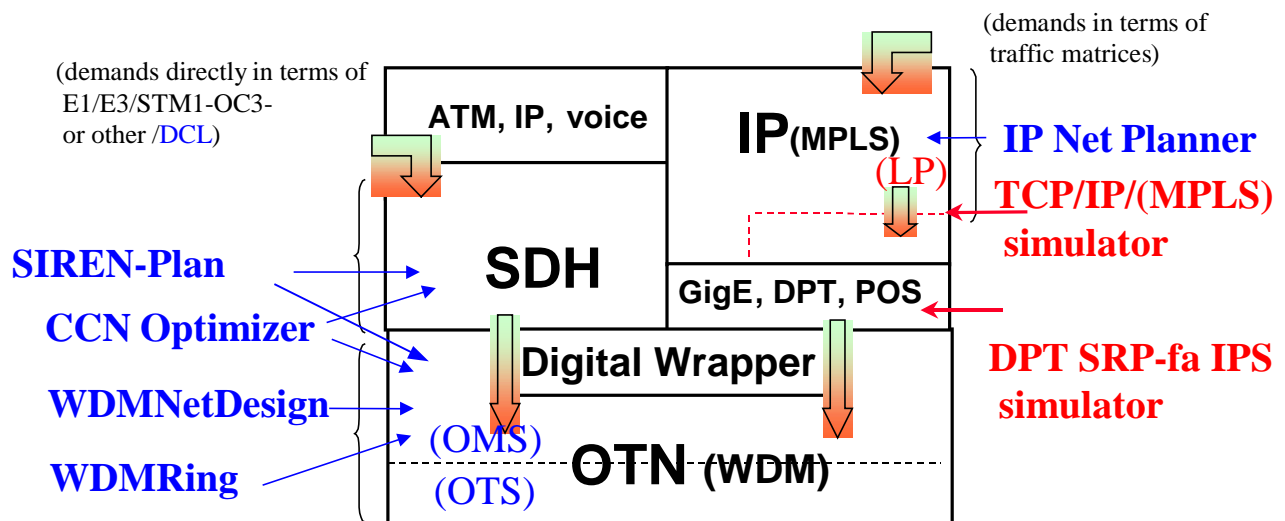 (demands in terms of
traffic matrices)
(demands directly in terms of
E1/E3/STM1-OC3-
or other /DCL)
ATM, IP, voice
IP(MPLS)
(LP)
IP Net Planner
TCP/IP/(MPLS)
simulator
SIREN-Plan
SDH
GigE, DPT, POS
CCN Optimizer
Digital Wrapper
DPT SRP-fa IPS
simulator
WDMNetDesign
(OMS)
OTN (WDM)
WDMRing
(OTS)